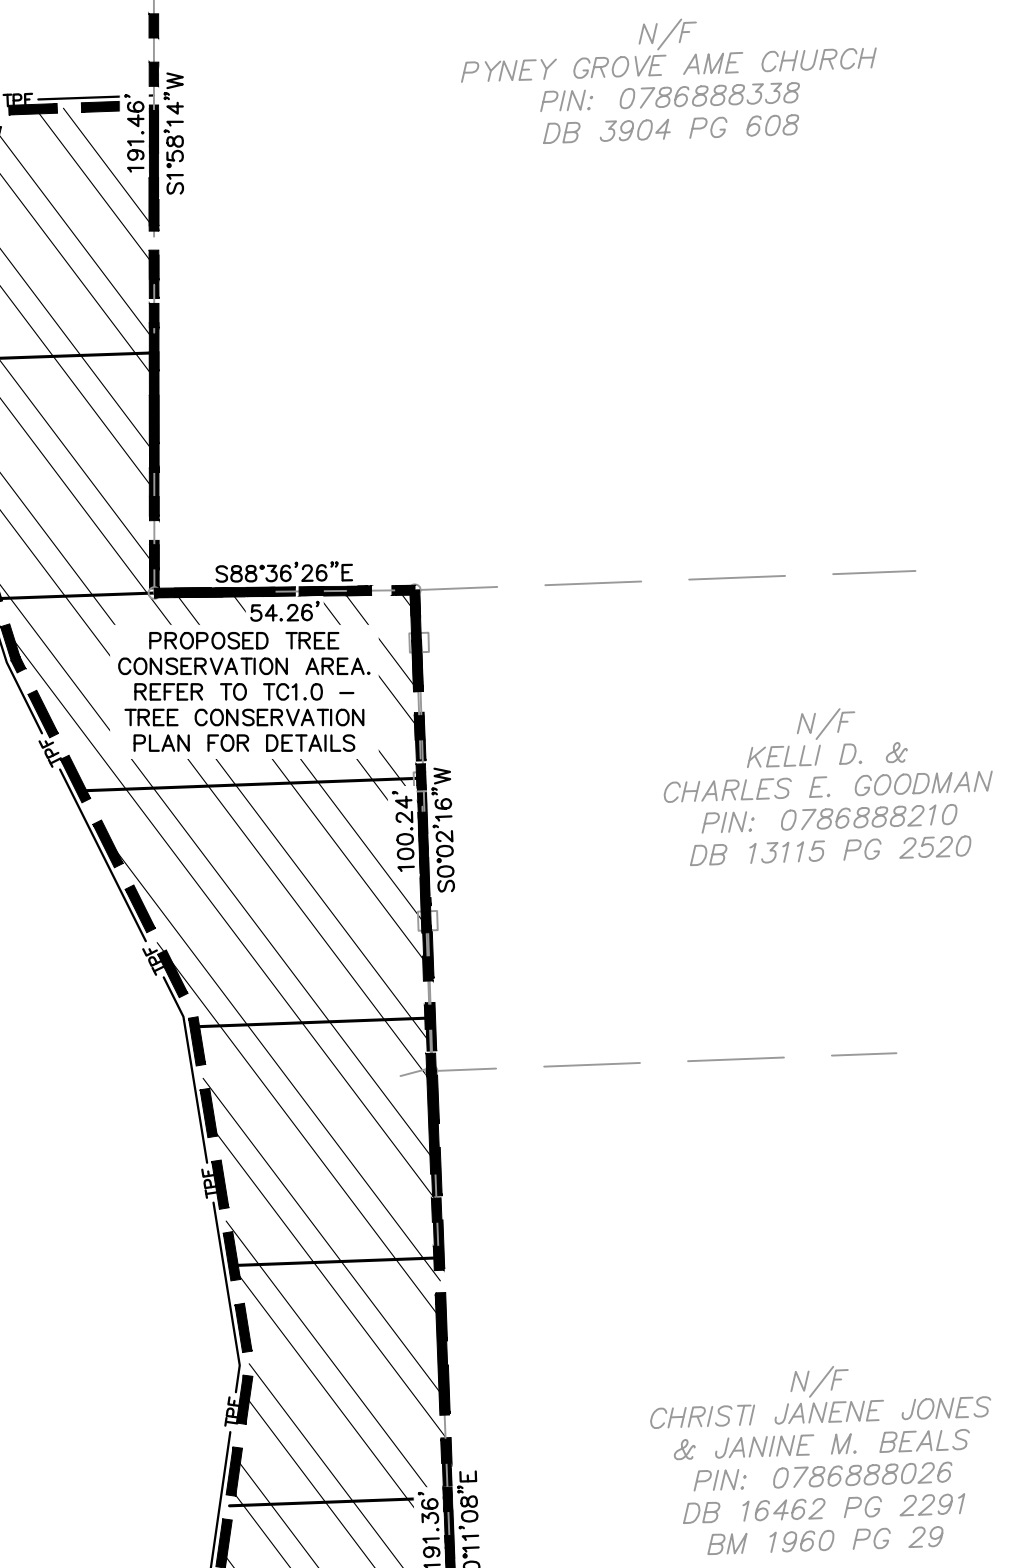 N/F
PYNEY GROVE AME CHURCH
PIN: 0786888338
DB 3904 PG 608
TPF
191.46'
S1°58'14"W
S88°36'26"E
54.26'
PROPOSED TREE
CONSERVATION AREA.
REFER TO TC1.0 –
TREE CONSERVATION
PLAN FOR DETAILS
TPF
100.24'
S0°02'16"W
N/F
KELLI D. &
CHARLES E. GOODMAN
PIN: 0786888210
DB 13115 PG 2520
TPF
TPF
TPF
N/F
CHRISTI JANENE JONES
& JANINE M. BEALS
PIN: 0786888026
DB 16462 PG 2291
BM 1960 PG 29
191.36'
0°11'08"E